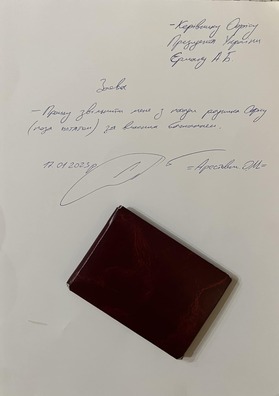 - Керівнику Офісу
Президента України
Єрмаку А.Б
Заява
- Прошу звільнити мене з посади радника Офісу
(поза штатом) за власним бажанням.
17.01.2023р
=Арестович О.М=